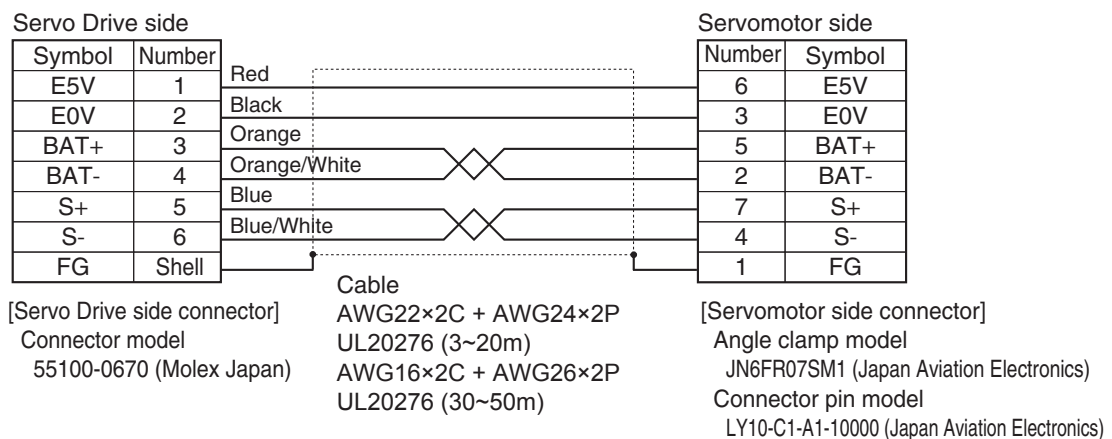 Servo Drive side
Servomotor side
Symbol Number
Number Symbol
E5V 1 Red 6 E5V
E0V 2 Black 3 E0V
BAT+ 3 Orange 5 BAT+
BAT- 4 Orange/White 2 BAT-
S+ 5 Blue 7 S+
S- 6 Blue/White 4 S-
FG Shell 1 FG
[Servo Drive side connector]
Connector model
55100-0670 (Molex Japan)
Cable
AWG22×2C + AWG24×2P
UL20276 (3~20m)
AWG16×2C + AWG26×2P
UL20276 (30~50m)
[Servomotor side connector]
Angle clamp model
JN6FR07SM1 (Japan Aviation Electronics)
Connector pin model
LY10-C1-A1-10000 (Japan Aviation Electronics)